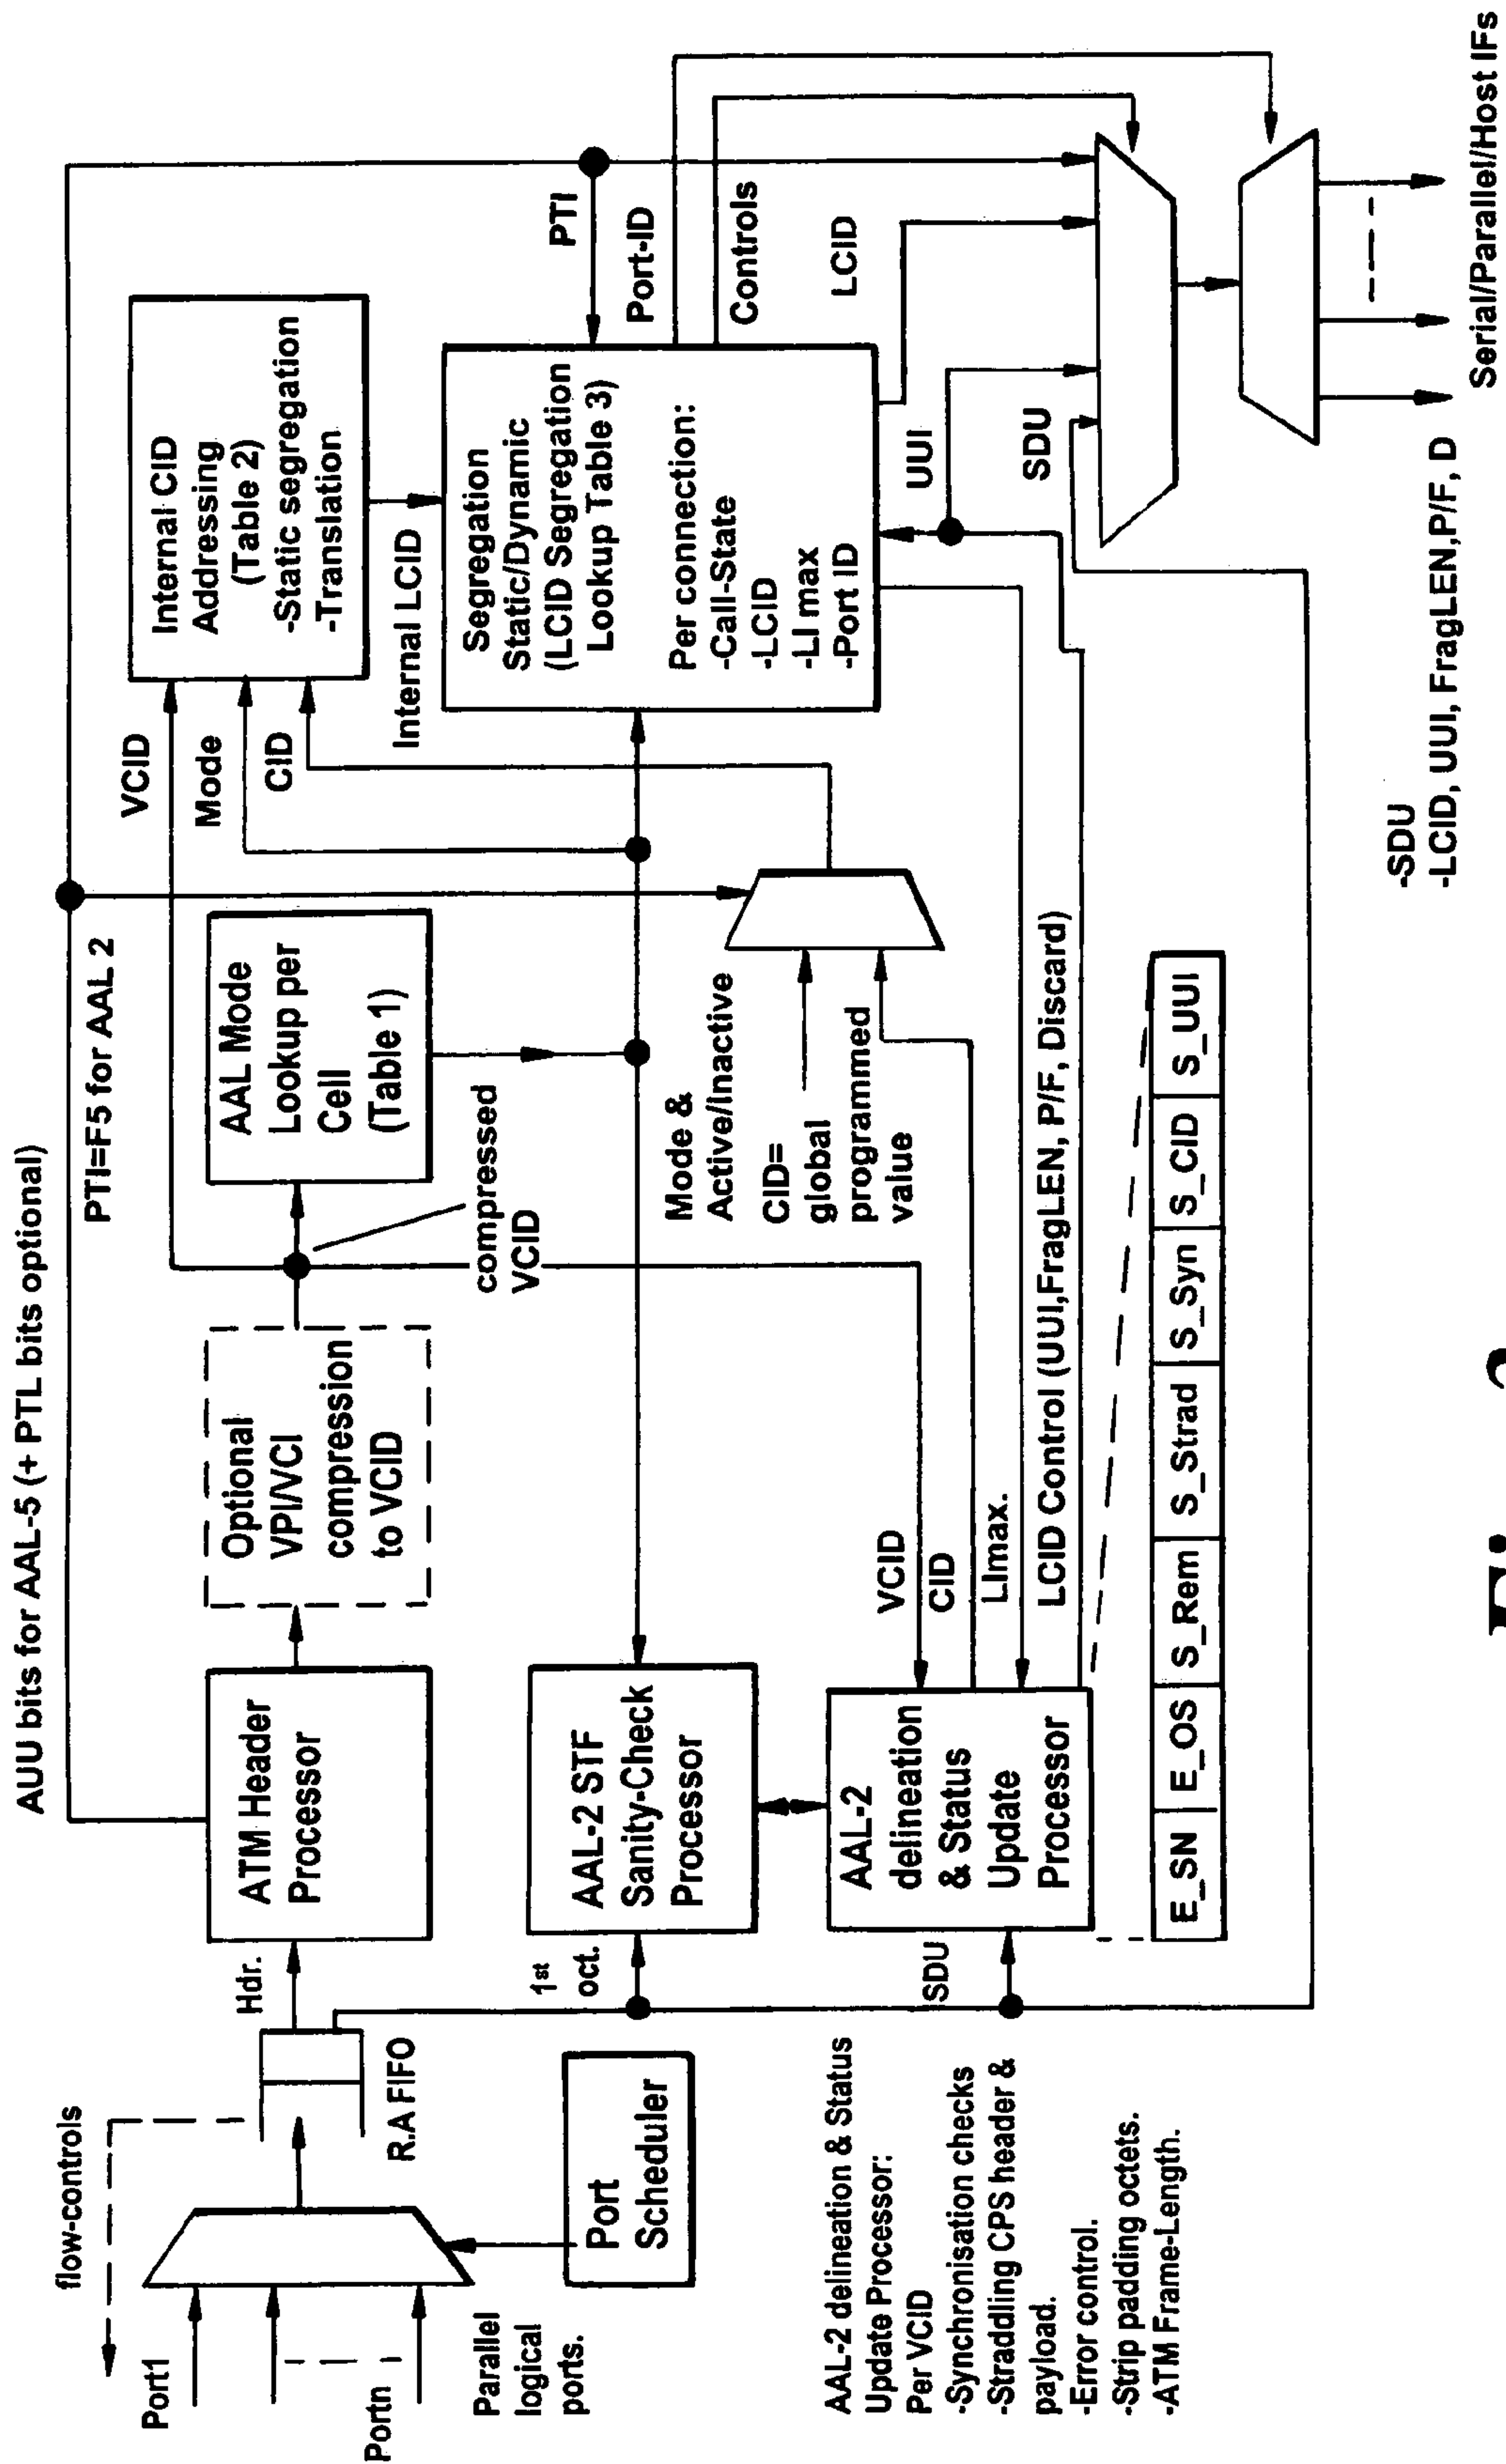 AUU bits for AAL-5 (+ PTL bits optional)
flow-controls
Port1
Portn
Parallel
logical
ports.
Port
Scheduler
R.A FIFO
Hdr.
1st
oct.
SDU
ATM Header
Processor
Optional
VPI/VCI
compression
to VCID
compressed
VCID
AAL Mode
Lookup per
Cell
(Table 1)
PTI=F5 for AAL 2
VCID
Mode
CID
Internal CID
Addressing
(Table 2)
-Static segregation
-Translation
Internal LCID
Segregation
Static/Dynamic
(LCID Segregation
Lookup Table 3)
Per connection:
-Call-State
-LCID
-LI max
-Port ID
PTI
Port-ID
Controls
LCID
UUI
SDU
AAL-2 STF
Sanity-Check
Processor
AAL-2
delineation
& Status
Update
Processor
VCID
CID
LImax.
LCID Control (UUI,FragLEN, P/F, Discard)
Mode &
Active/Inactive
CID=
global
programmed
value
E_SN
E_OS
S_Rem
S_Strad
S_Syn
S_CID
S_UUI
AAL-2 delineation & Status
Update Processor:
Per VCID
-Synchronisation checks
-Straddling CPS header &
payload.
-Error control.
-Strip padding octets.
-ATM Frame-Length.
-SDU
-LCID, UUI, FragLEN,P/F, D
Serial/Parallel/Host IFs